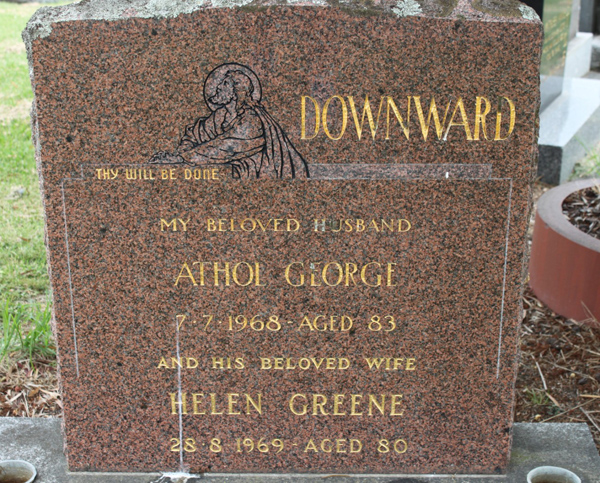 DOWNWARD
THY WILL BE DONE
MY BELOVED HUSBAND
ATHOL GEORGE
7·7·1968-AGED 83
AND HIS BELOVED WIFE
HELEN GREENE
28·8·1969-AGED 80